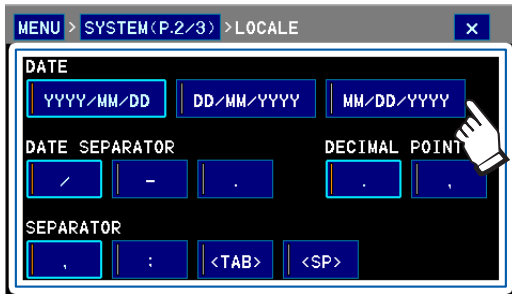 MENU > SYSTEM(P.2/3) >LOCALE ×
DATE
YYYY/MM/DD DD/MM/YYYY MM/DD/YYYY
DATE SEPARATOR DECIMAL POINT
/ - . . ,
SEPARATOR
, ; <TAB> <SP>